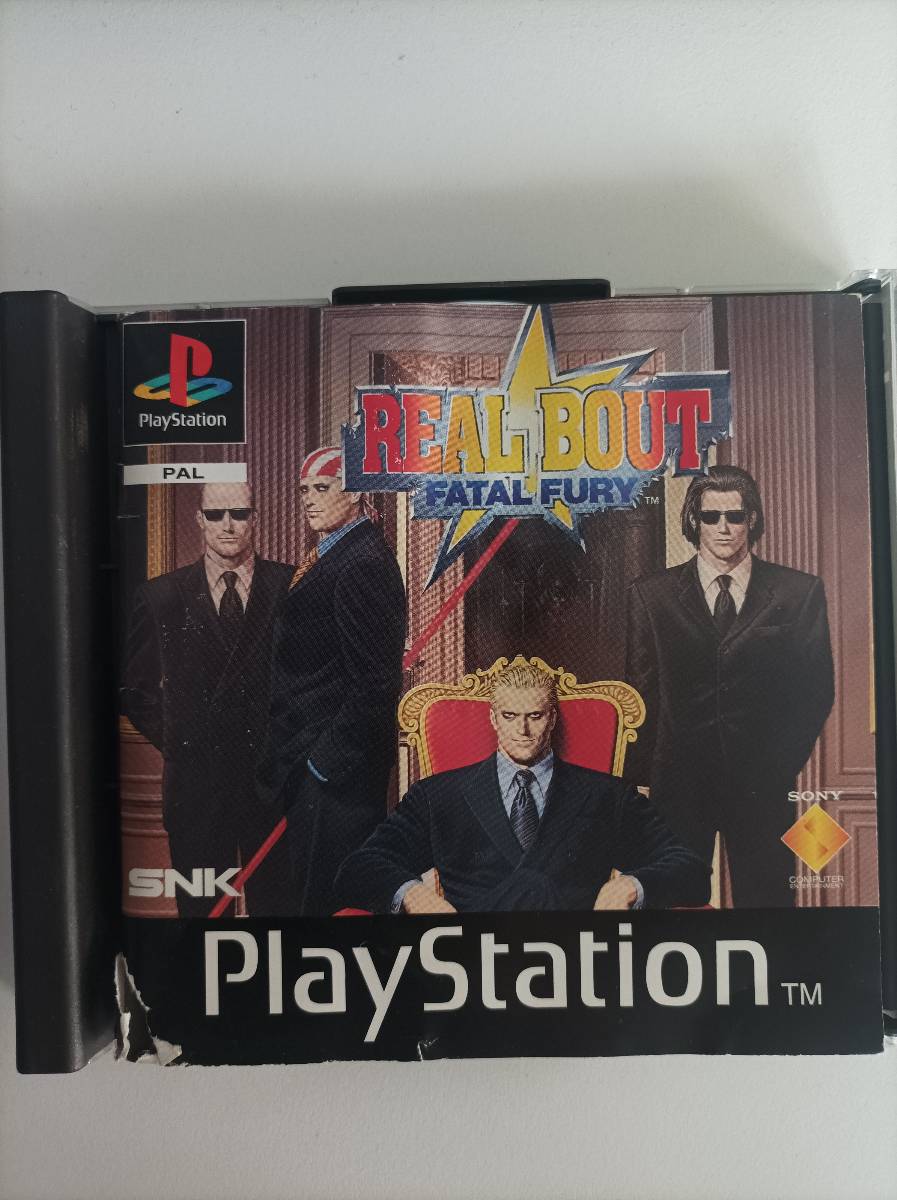 PlayStation
PAL
REAL BOUT
FATAL FURY TM
SONY
COMPUTER
ENTERTAINMENT
SNK
PlayStation TM